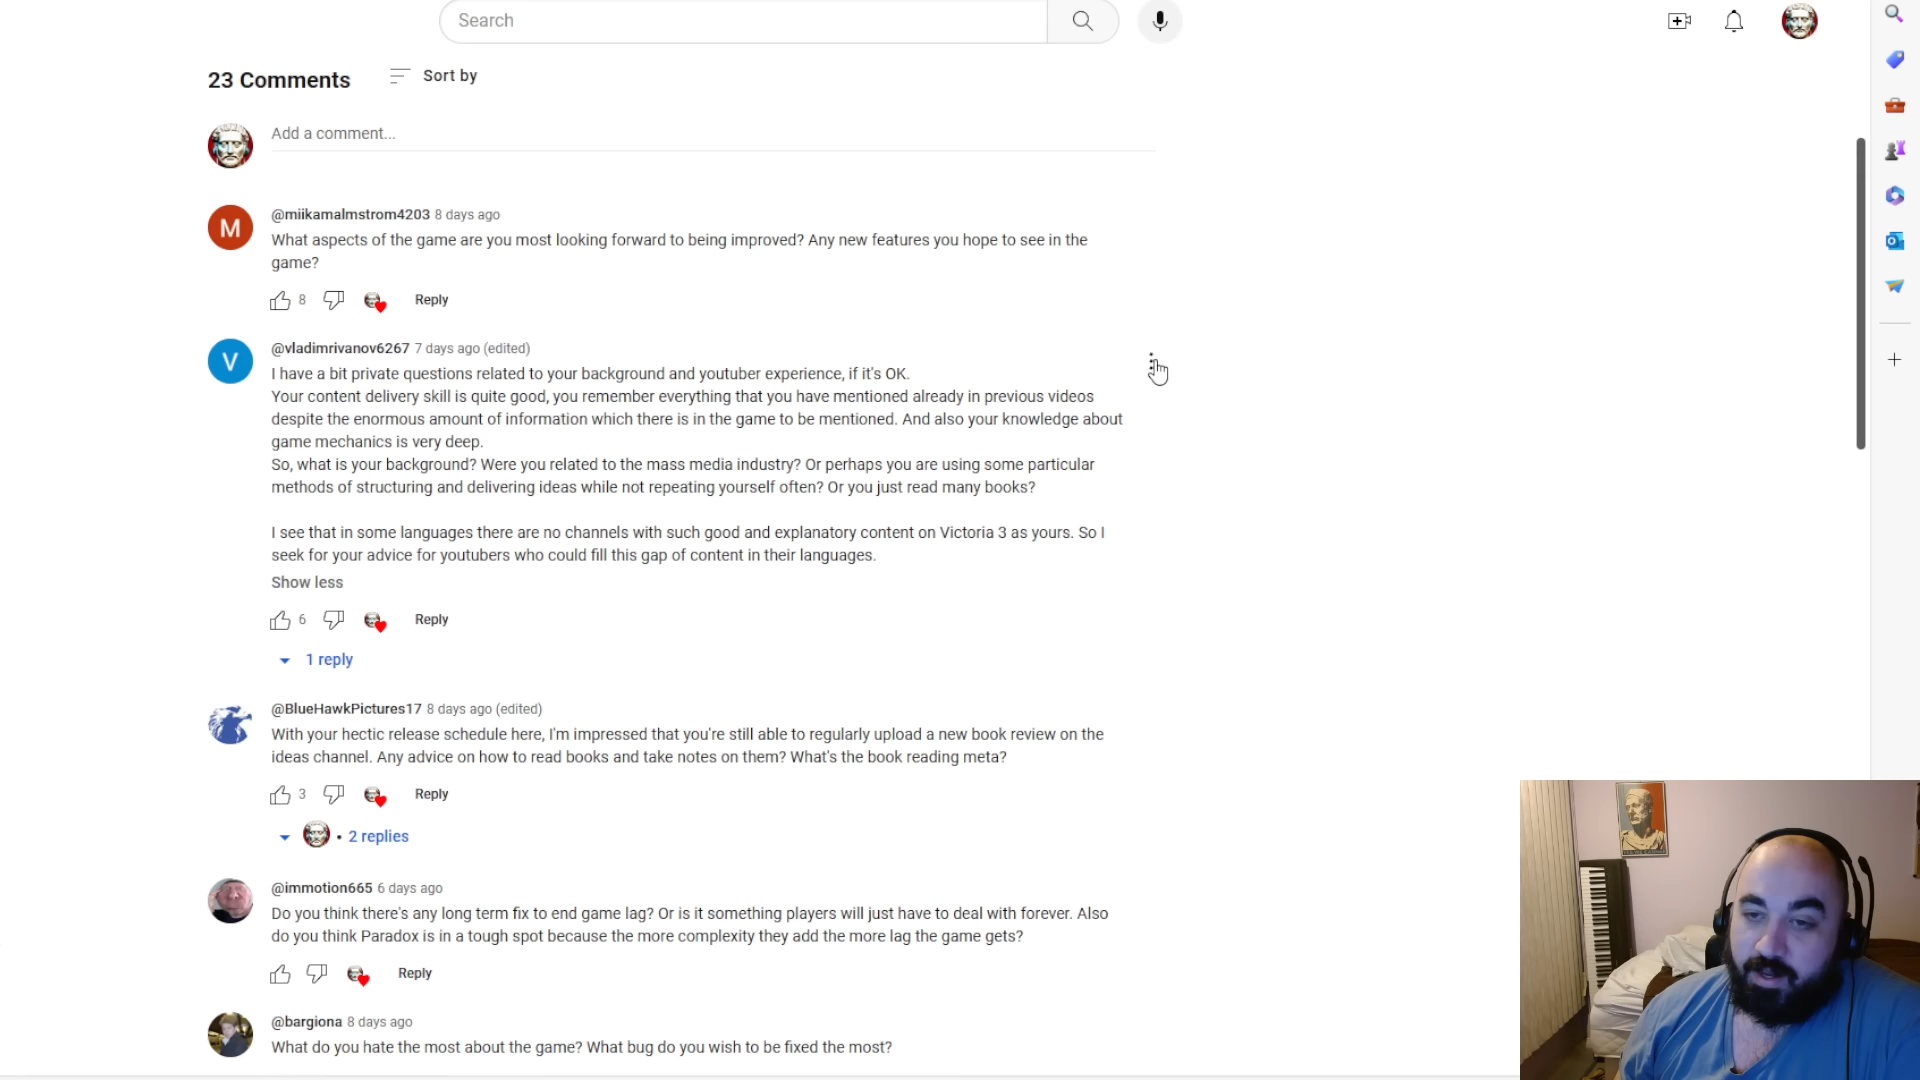 Search
23 Comments
Sort by
Add a comment...
M
@miikamalmstrom4203 8 days ago
What aspects of the game are you most looking forward to being improved? Any new features you hope to see in the
game?
8
Reply
V
@vladimrivanov6267 7 days ago (edited)
I have a bit private questions related to your background and youtuber experience, if it's OK.
Your content delivery skill is quite good, you remember everything that you have mentioned already in previous videos
despite the enormous amount of information which there is in the game to be mentioned. And also your knowledge about
game mechanics is very deep.
So, what is your background? Were you related to the mass media industry? Or perhaps you are using some particular
methods of structuring and delivering ideas while not repeating yourself often? Or you just read many books?
I see that in some languages there are no channels with such good and explanatory content on Victoria 3 as yours. So I
seek for your advice for youtubers who could fill this gap of content in their languages.
Show less
6
Reply
1 reply
@BlueHawkPictures17 8 days ago (edited)
With your hectic release schedule here, I'm impressed that you're still able to regularly upload a new book review on the
ideas channel. Any advice on how to read books and take notes on them? What's the book reading meta?
3
Reply
• 2 replies
@immotion665 6 days ago
Do you think there's any long term fix to end game lag? Or is it something players will just have to deal with forever. Also
do you think Paradox is in a tough spot because the more complexity they add the more lag the game gets?
Reply
@bargiona 8 days ago
What do you hate the most about the game? What bug do you wish to be fixed the most?